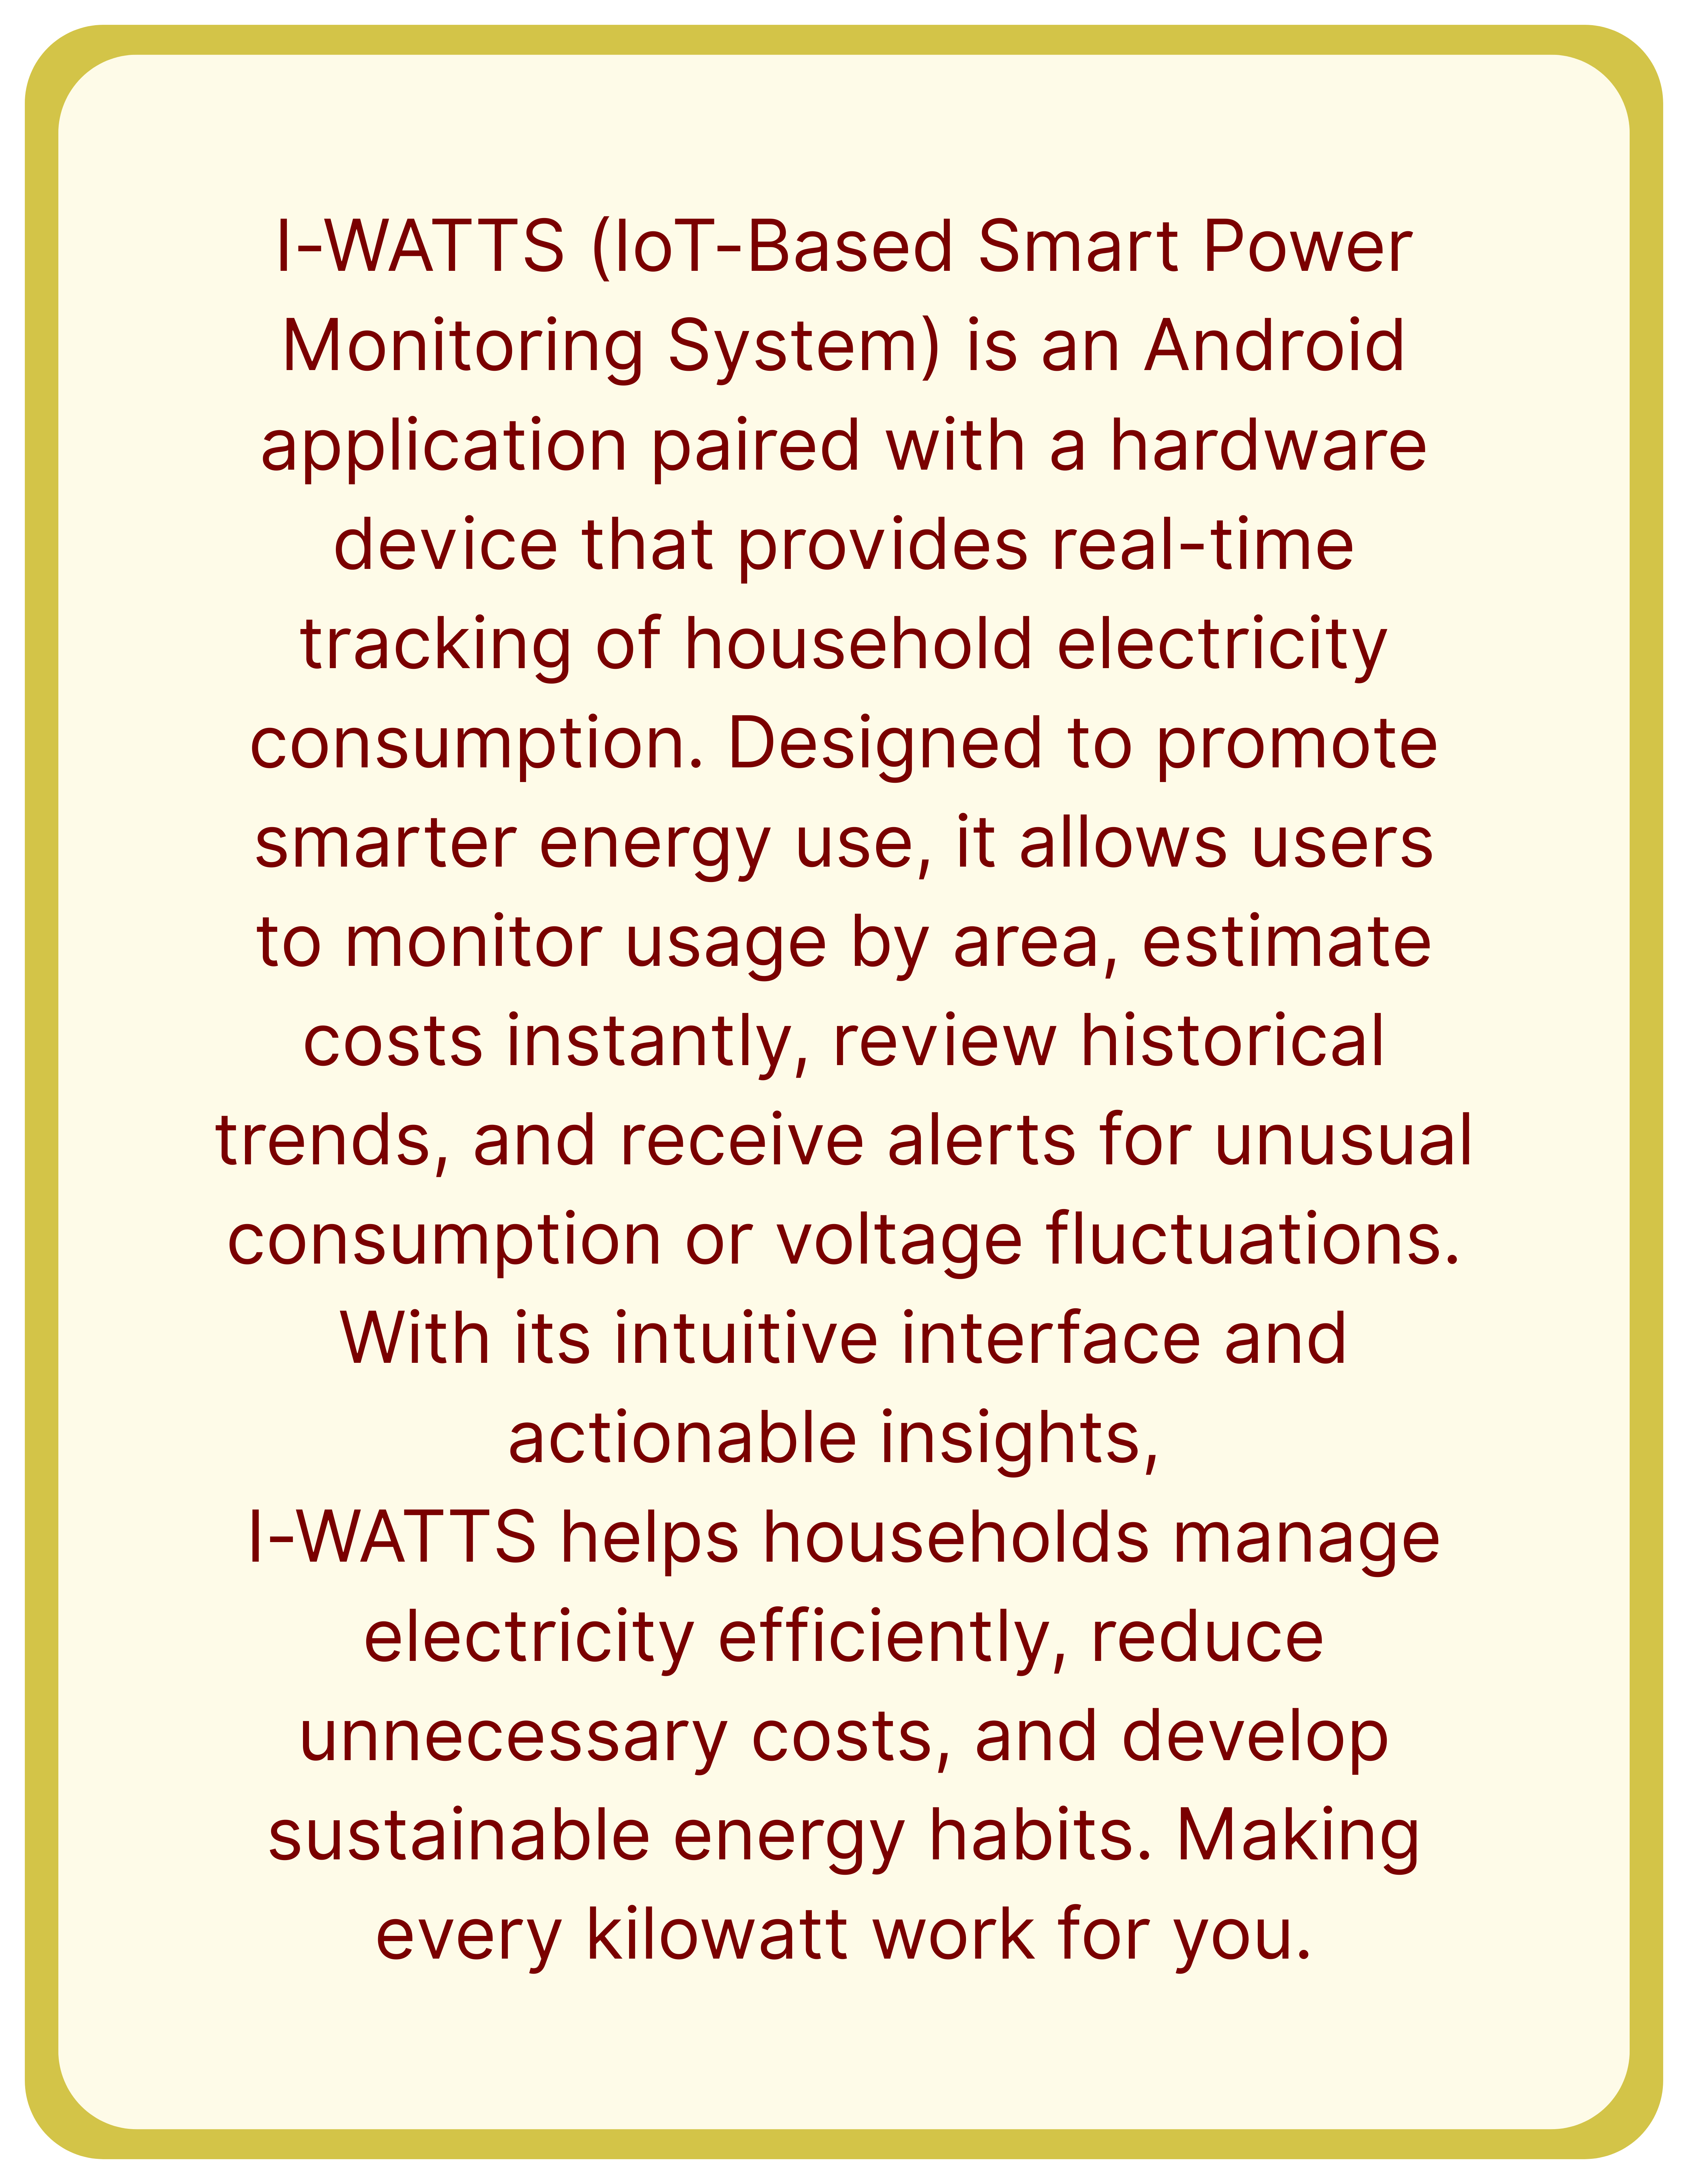 I-WATTS (IoT-Based Smart Power
Monitoring System) is an Android
application paired with a hardware
device that provides real-time
tracking of household electricity
consumption. Designed to promote
smarter energy use, it allows users
to monitor usage by area, estimate
costs instantly, review historical
trends, and receive alerts for unusual
consumption or voltage fluctuations.
With its intuitive interface and
actionable insights,
I-WATTS helps households manage
electricity efficiently, reduce
unnecessary costs, and develop
sustainable energy habits. Making
every kilowatt work for you.